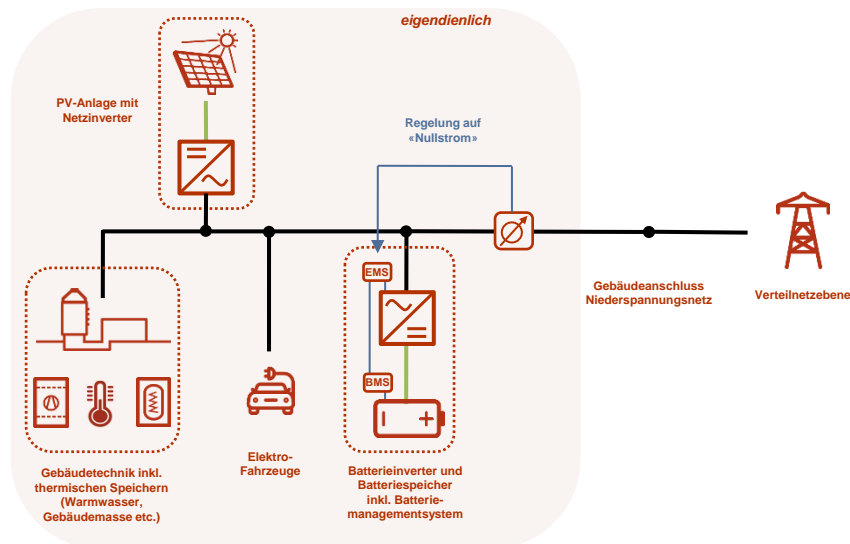 eigendienlich
PV-Anlage mit
Netzinverter
Regelung auf
«Nullstrom»
EMS
BMS
Gebäudeanschluss
Niederspannungsnetz
Verteilnetzebene
Elektro-
Fahrzeuge
Gebäudetechnik inkl.
thermischen Speichern
(Warmwasser,
Gebäudemasse etc.)
Batterieinverter und
Batteriespeicher
inkl. Batterie-
managementsystem